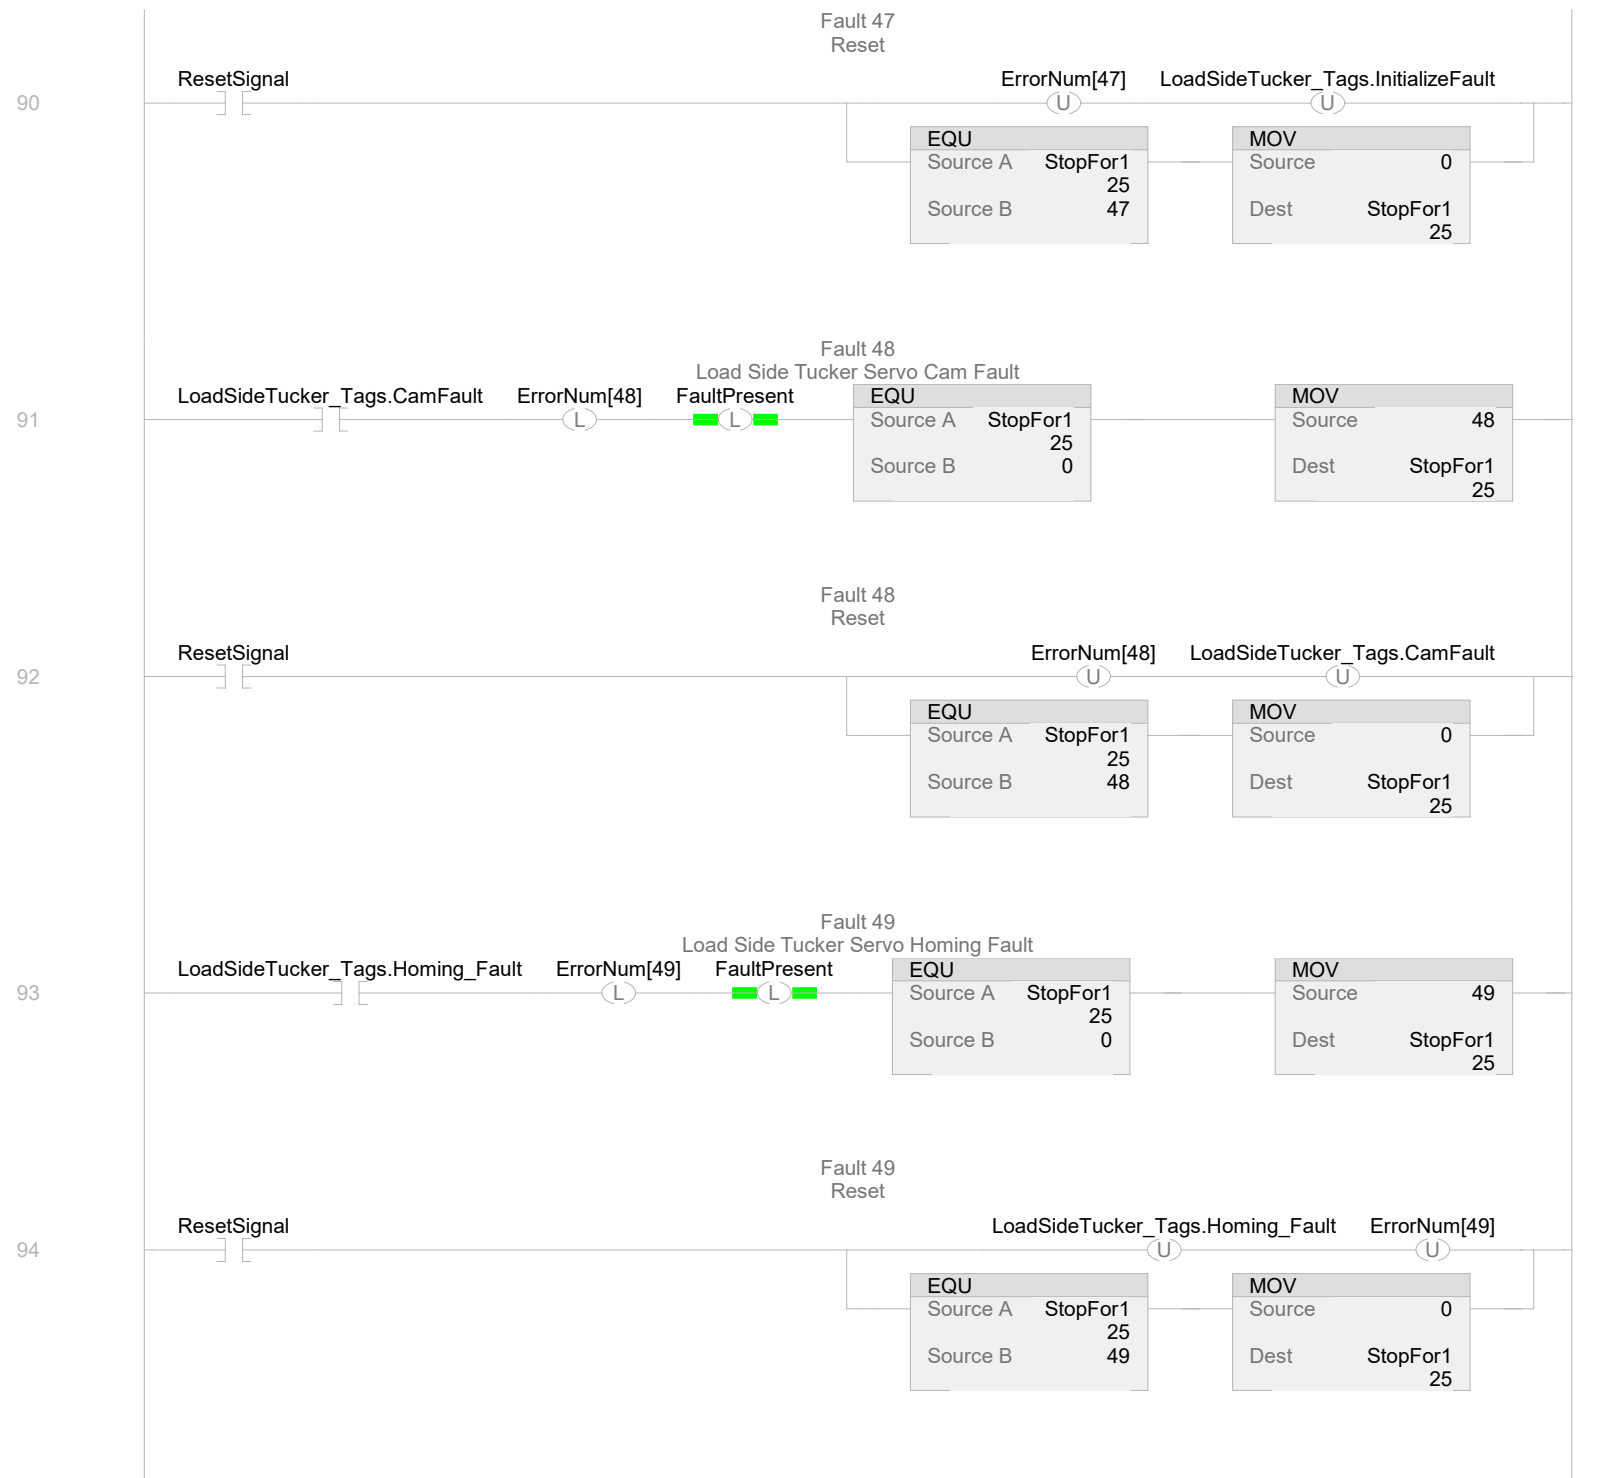 Fault 47
Reset
ResetSignal ErrorNum[47] LoadSideTucker_Tags.InitializeFault
90 U U
EQU MOV
Source A StopFor1 Source 0
25
Source B 47 Dest StopFor1
25
Fault 48
Load Side Tucker Servo Cam Fault
LoadSideTucker_Tags.CamFault ErrorNum[48] FaultPresent EQU MOV
91 L L Source A StopFor1 Source 48
25
Source B 0 Dest StopFor1
25
Fault 48
Reset
ResetSignal ErrorNum[48] LoadSideTucker_Tags.CamFault
92 U U
EQU MOV
Source A StopFor1 Source 0
25
Source B 48 Dest StopFor1
25
Fault 49
Load Side Tucker Servo Homing Fault
LoadSideTucker_Tags.Homing_Fault ErrorNum[49] FaultPresent EQU MOV
93 L L Source A StopFor1 Source 49
25
Source B 0 Dest StopFor1
25
Fault 49
Reset
ResetSignal LoadSideTucker_Tags.Homing_Fault ErrorNum[49]
94 U U
EQU MOV
Source A StopFor1 Source 0
25
Source B 49 Dest StopFor1
25